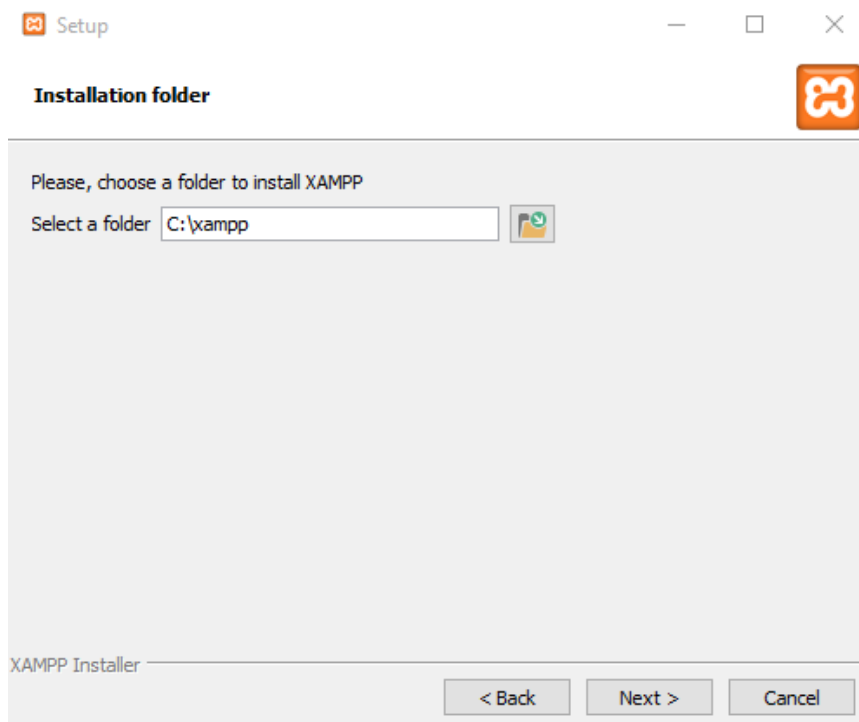 Setup
Installation folder
Please, choose a folder to install XAMPP
Select a folder C:\xampp
XAMPP Installer
< Back Next > Cancel